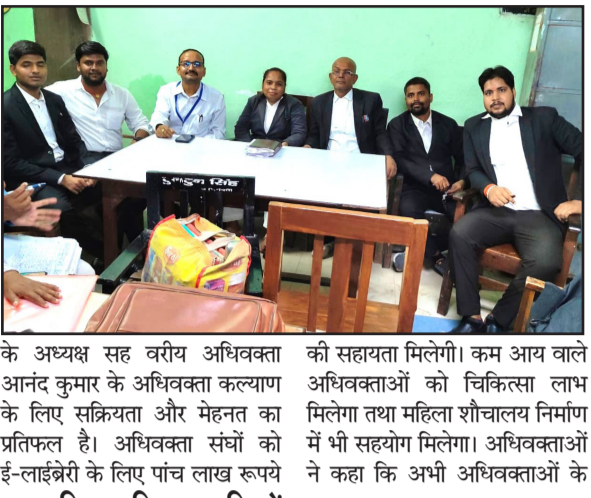 टुनटुन सिंह
के अध्यक्ष सह वरीय अधिवक्ता
आनंद कुमार के अधिवक्ता कल्याण
के लिए सक्रियता और मेहनत का
प्रतिफल है। अधिवक्ता संघों को
ई-लाईब्रेरी के लिए पांच लाख रूपये
की सहायता मिलेगी। कम आय वाले
अधिवक्ताओं को चिकित्सा लाभ
मिलेगा तथा महिला शौचालय निर्माण
में भी सहयोग मिलेगा। अधिवक्ताओं
ने कहा कि अभी अधिवक्ताओं के